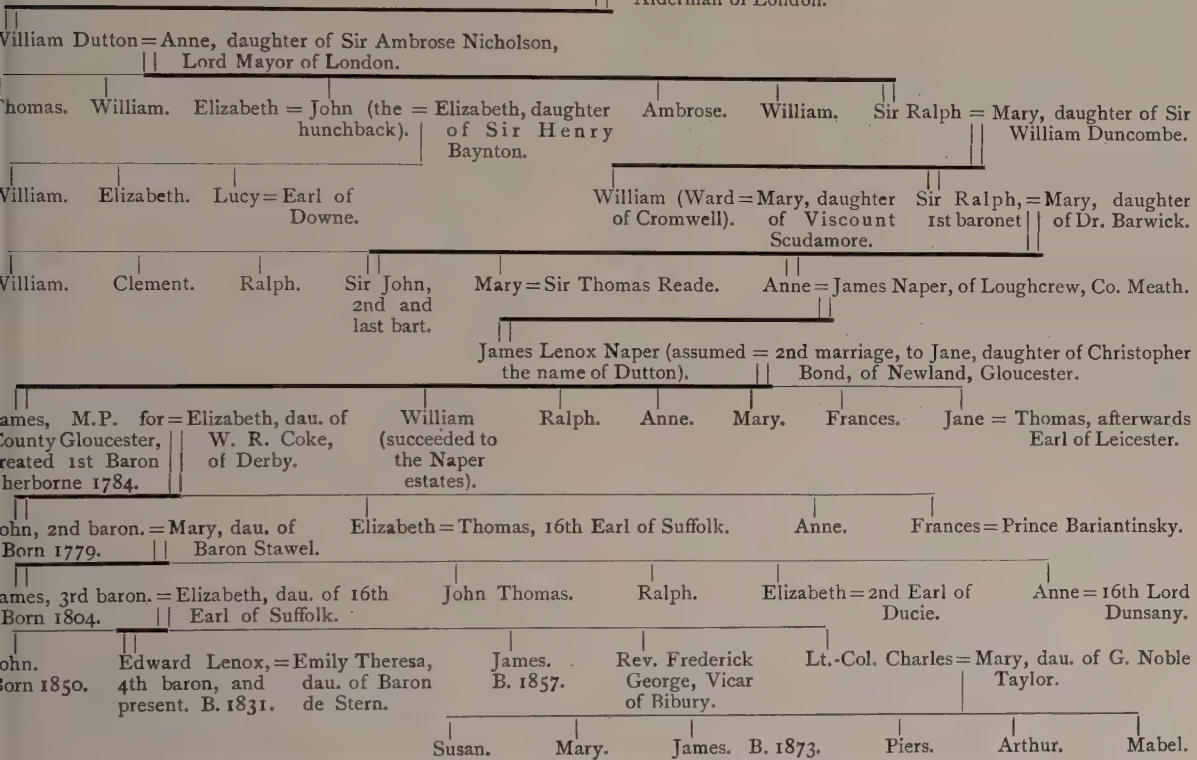 Alderman of London.
William Dutton = Anne, daughter of Sir Ambrose Nicholson,
Lord Mayor of London.
Thomas. William. Elizabeth = John (the = Elizabeth, daughter Ambrose. William. Sir Ralph = Mary, daughter of Sir
hunchback). of Sir Henry William Duncombe.
Baynton.
William. Elizabeth. Lucy = Earl of William (Ward = Mary, daughter Sir Ralph, = Mary, daughter
Downe. of Cromwell). of Viscount 1st baronet of Dr. Barwick.
Scudamore.
William. Clement. Ralph. Sir John, Mary = Sir Thomas Reade. Anne = James Naper, of Loughcrew, Co. Meath.
2nd and
last bart.
James Lenox Naper (assumed = 2nd marriage, to Jane, daughter of Christopher
the name of Dutton). Bond, of Newland, Gloucester.
ames, M.P. for = Elizabeth, dau. of William Ralph. Anne. Mary. Frances. Jane = Thomas, afterwards
County Gloucester, W. R. Coke, (succeeded to Earl of Leicester.
reated 1st Baron of Derby. the Naper
herborne 1784. estates).
ohn, 2nd baron. = Mary, dau. of Elizabeth = Thomas, 16th Earl of Suffolk. Anne. Frances = Prince Bariantinsky.
Born 1779. Baron Stawel.
ames, 3rd baron. = Elizabeth, dau. of 16th John Thomas. Ralph. Elizabeth = 2nd Earl of Anne = 16th Lord
Born 1804. Earl of Suffolk. Ducie. Dunsany.
ohn. Edward Lenox, = Emily Theresa, James. Rev. Frederick Lt.-Col. Charles = Mary, dau. of G. Noble
Born 1850. 4th baron, and dau. of Baron B. 1857. George, Vicar Taylor.
present. B. 1831. de Stern. of Bibury.
Susan. Mary. James. B. 1873. Piers. Arthur. Mabel.